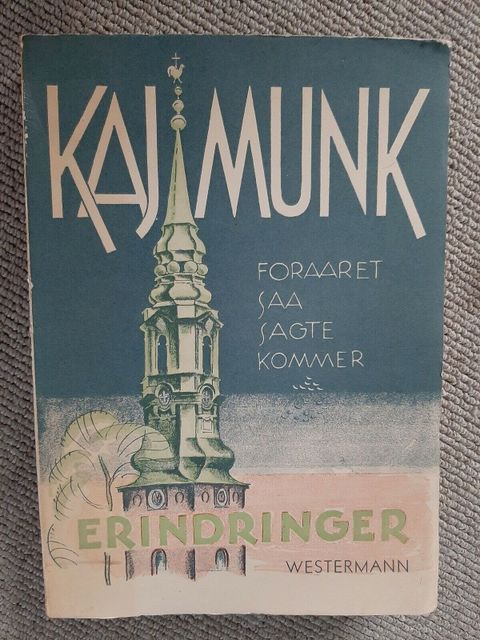 KAJ MUNK
FORAARET
SAA
SAGTE
KOMMER
ERINDRINGER
WESTERMANN